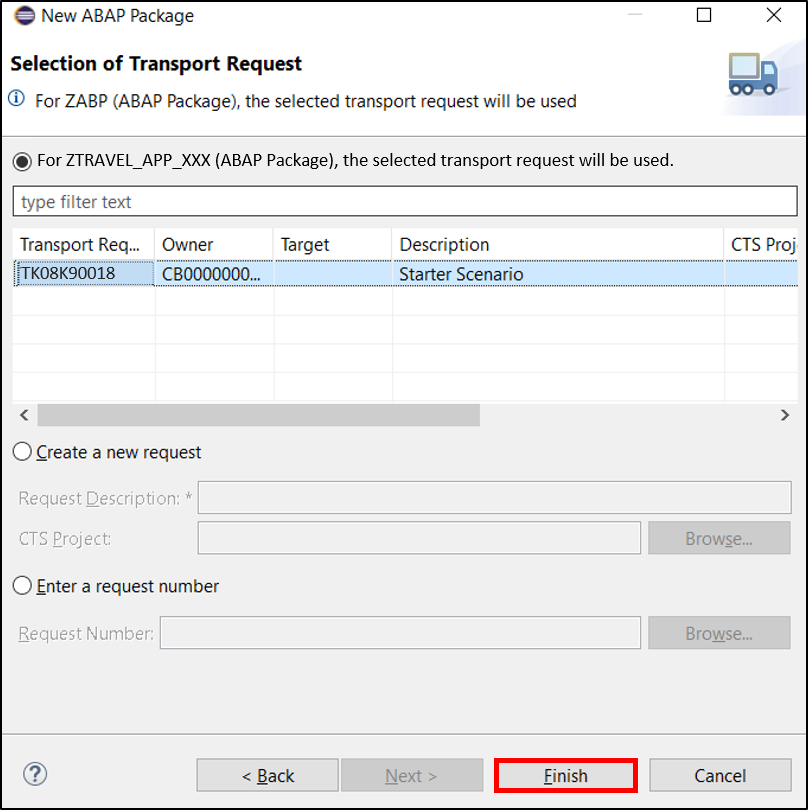 New ABAP Package
Selection of Transport Request
For ZABP (ABAP Package), the selected transport request will be used
For ZTRAVEL_APP_XXX (ABAP Package), the selected transport request will be used.
type filter text
Transport Req... Owner Target Description CTS Proj
TK08K90018 CB0000000... Starter Scenario
Create a new request
Request Description: *
CTS Project: Browse...
Enter a request number
Request Number: Browse...
? < Back Next > Finish Cancel